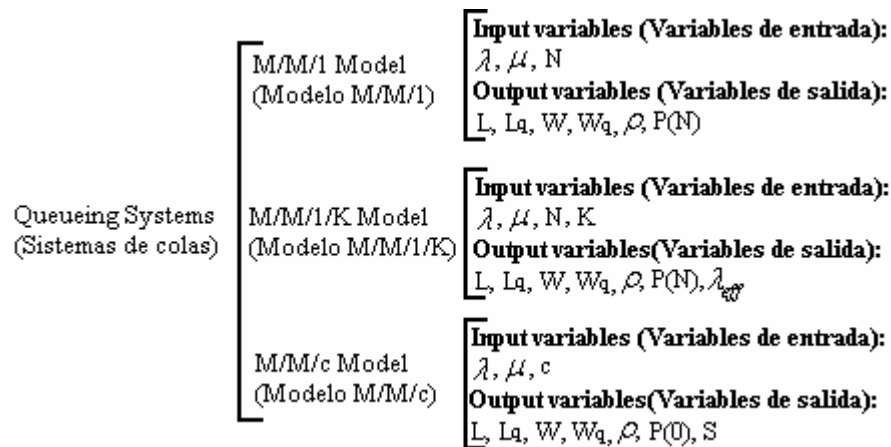 Queueing Systems
(Sistemas de colas)
M/M/1 Model
(Modelo M/M/1)
Input variables (Variables de entrada):
λ, μ, N
Output variables (Variables de salida):
L, Lq, W, Wq, ρ, P(N)
M/M/1/K Model
(Modelo M/M/1/K)
Input variables (Variables de entrada):
λ, μ, N, K
Output variables(Variables de salida):
L, Lq, W, Wq, ρ, P(N), λeff
M/M/c Model
(Modelo M/M/c)
Input variables (Variables de entrada):
λ, μ, c
Output variables(Variables de salida):
L, Lq, W, Wq, ρ, P(0), S